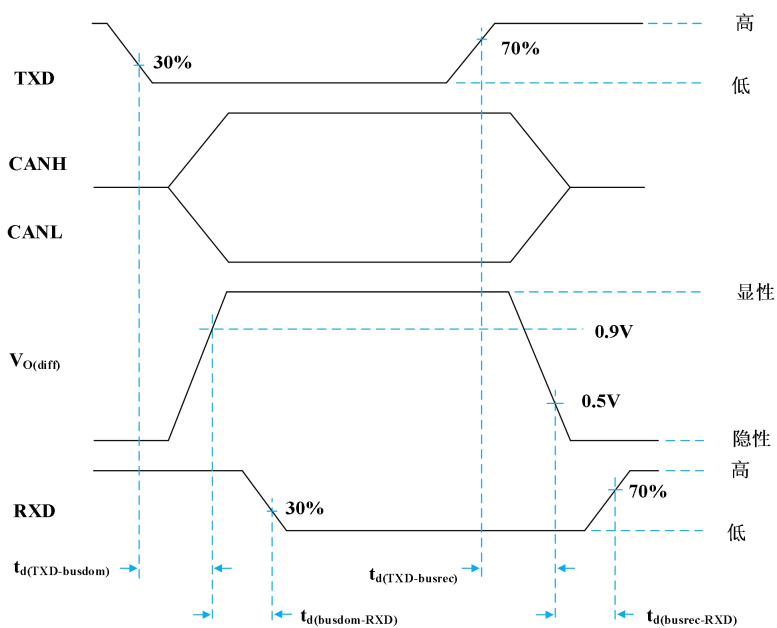 高
30%
70%
TXD
低
CANH
CANL
显性
0.9V
VO(diff)
0.5V
隐性
高
70%
30%
RXD
低
td(TXD-busdom)
td(TXD-busrec)
td(busdom-RXD)
td(busrec-RXD)